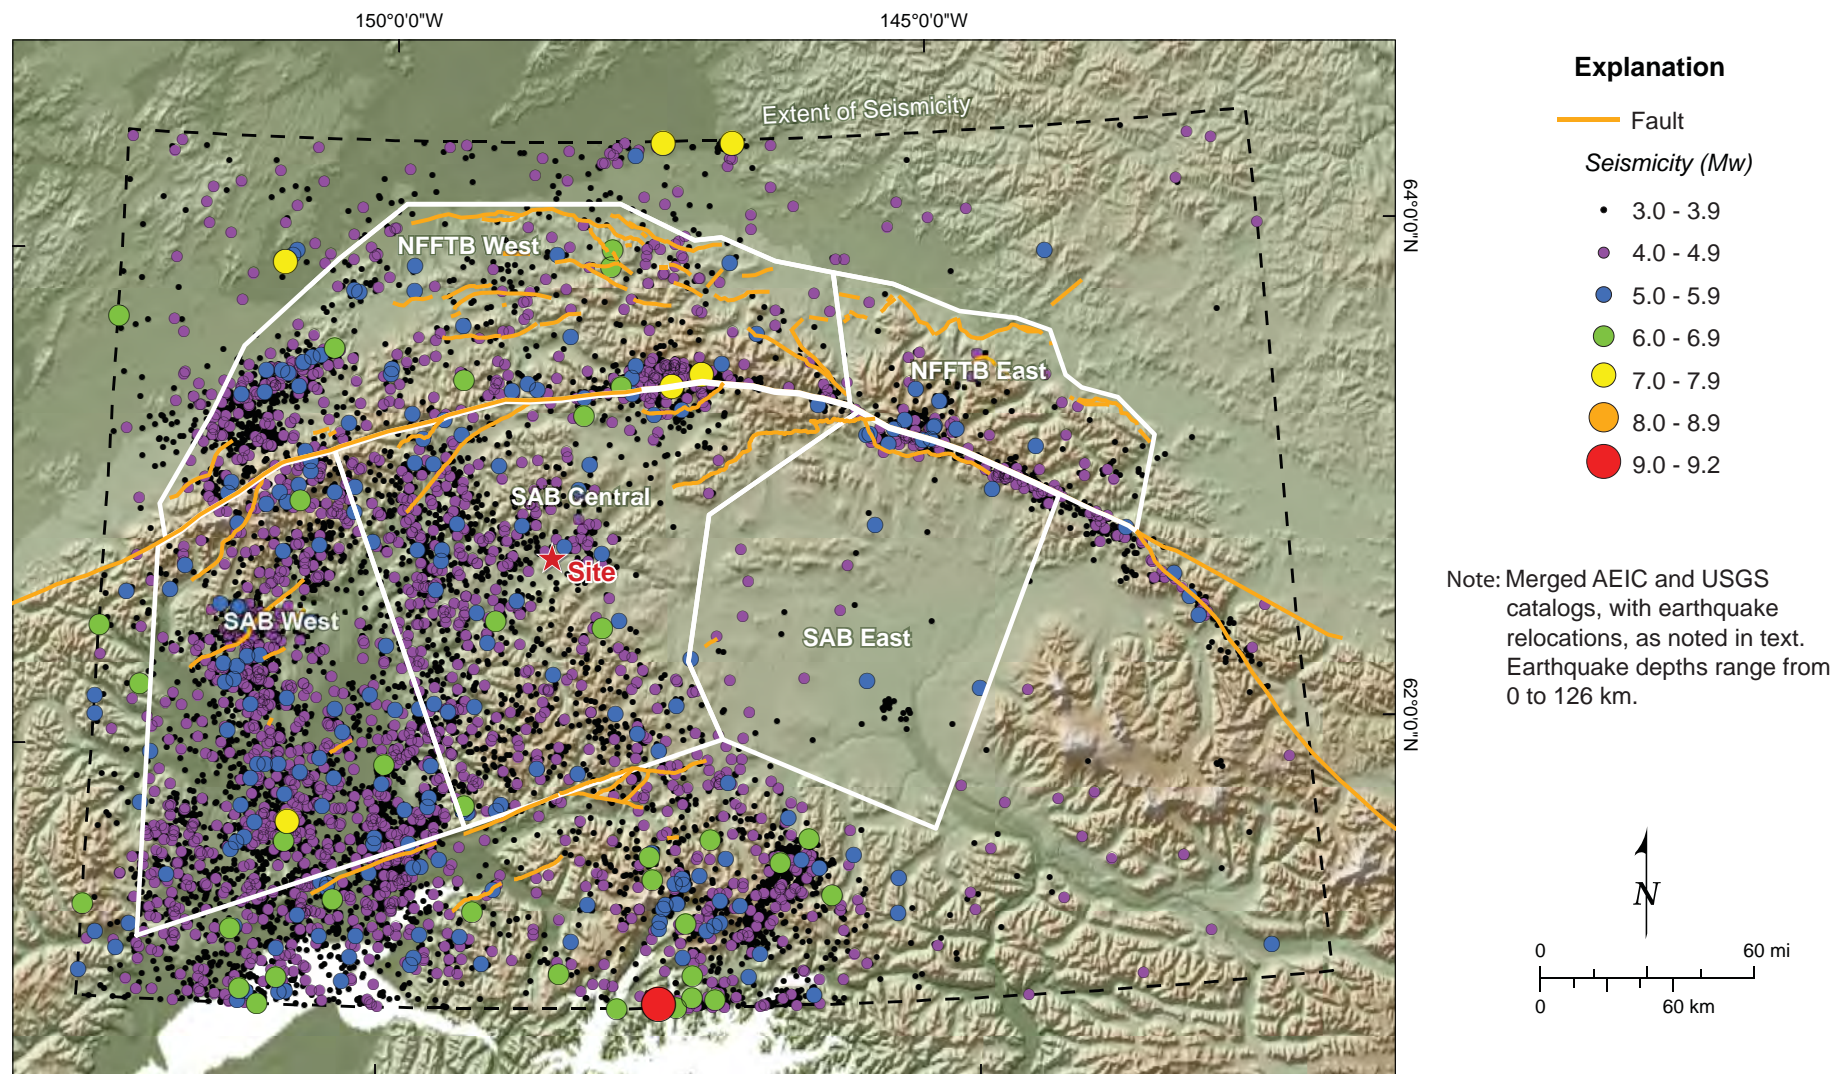 150°0'0"W
145°0'0"W
Extent of Seismicity
64°0'0"N
NFFTB West
NFFTB East
SAB Central
Site
SAB West
SAB East
62°0'0"N
Explanation
Fault
Seismicity (Mw)
3.0 - 3.9
4.0 - 4.9
5.0 - 5.9
6.0 - 6.9
7.0 - 7.9
8.0 - 8.9
9.0 - 9.2
Note: Merged AEIC and USGS
catalogs, with earthquake
relocations, as noted in text.
Earthquake depths range from
0 to 126 km.
N
0 60 mi
0 60 km